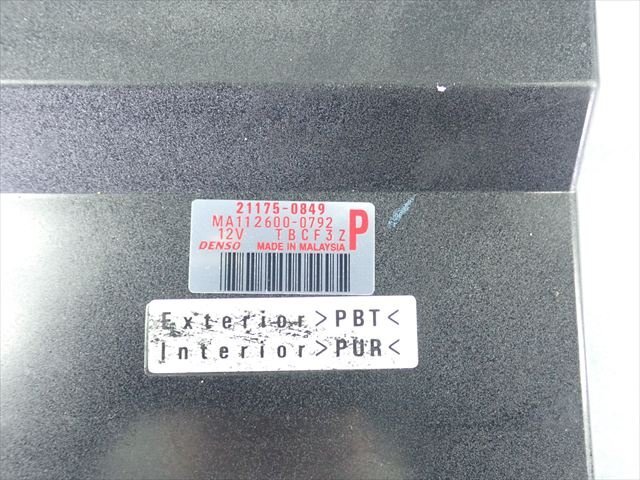 21175-0849
MA112600-0792
12V TBCF3Z P
DENSO MADE IN MALAYSIA
Exterior>PBT<
Interior>PUR<